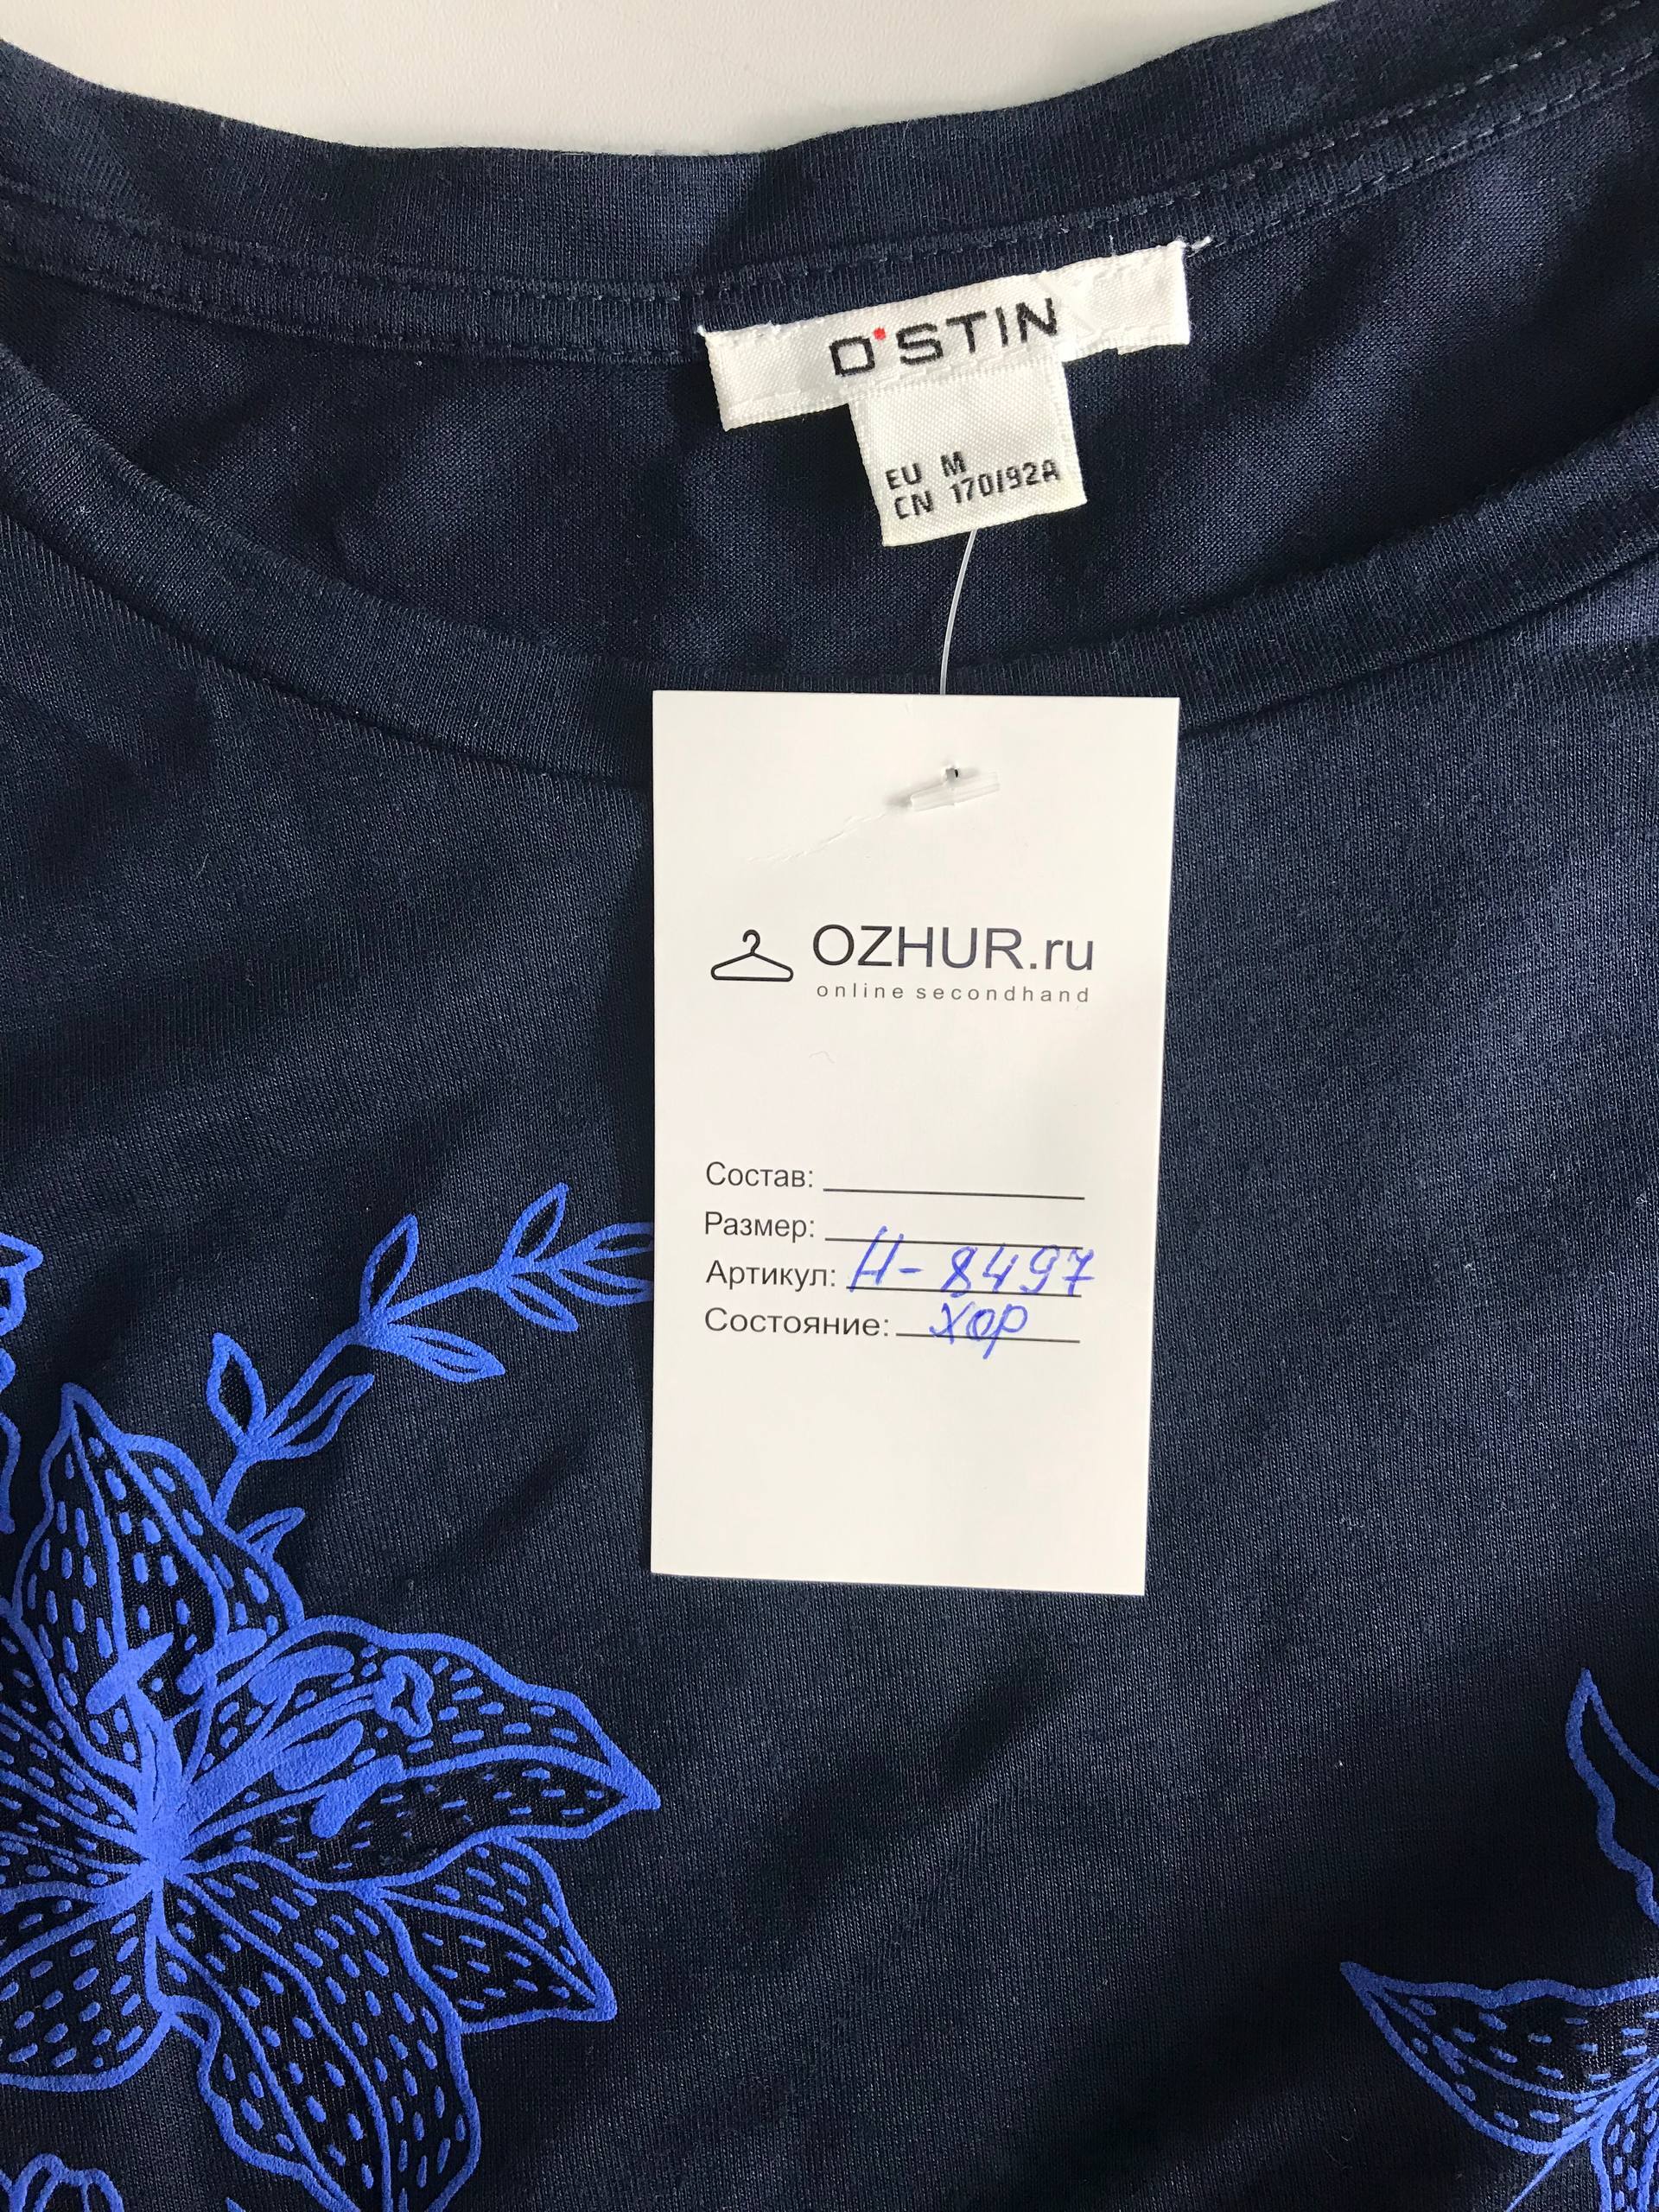 O'STIN
EU M
CN 170/92A
OZHUR.ru
online secondhand
Состав:
Размер:
Артикул: Н-8497
Состояние: хор